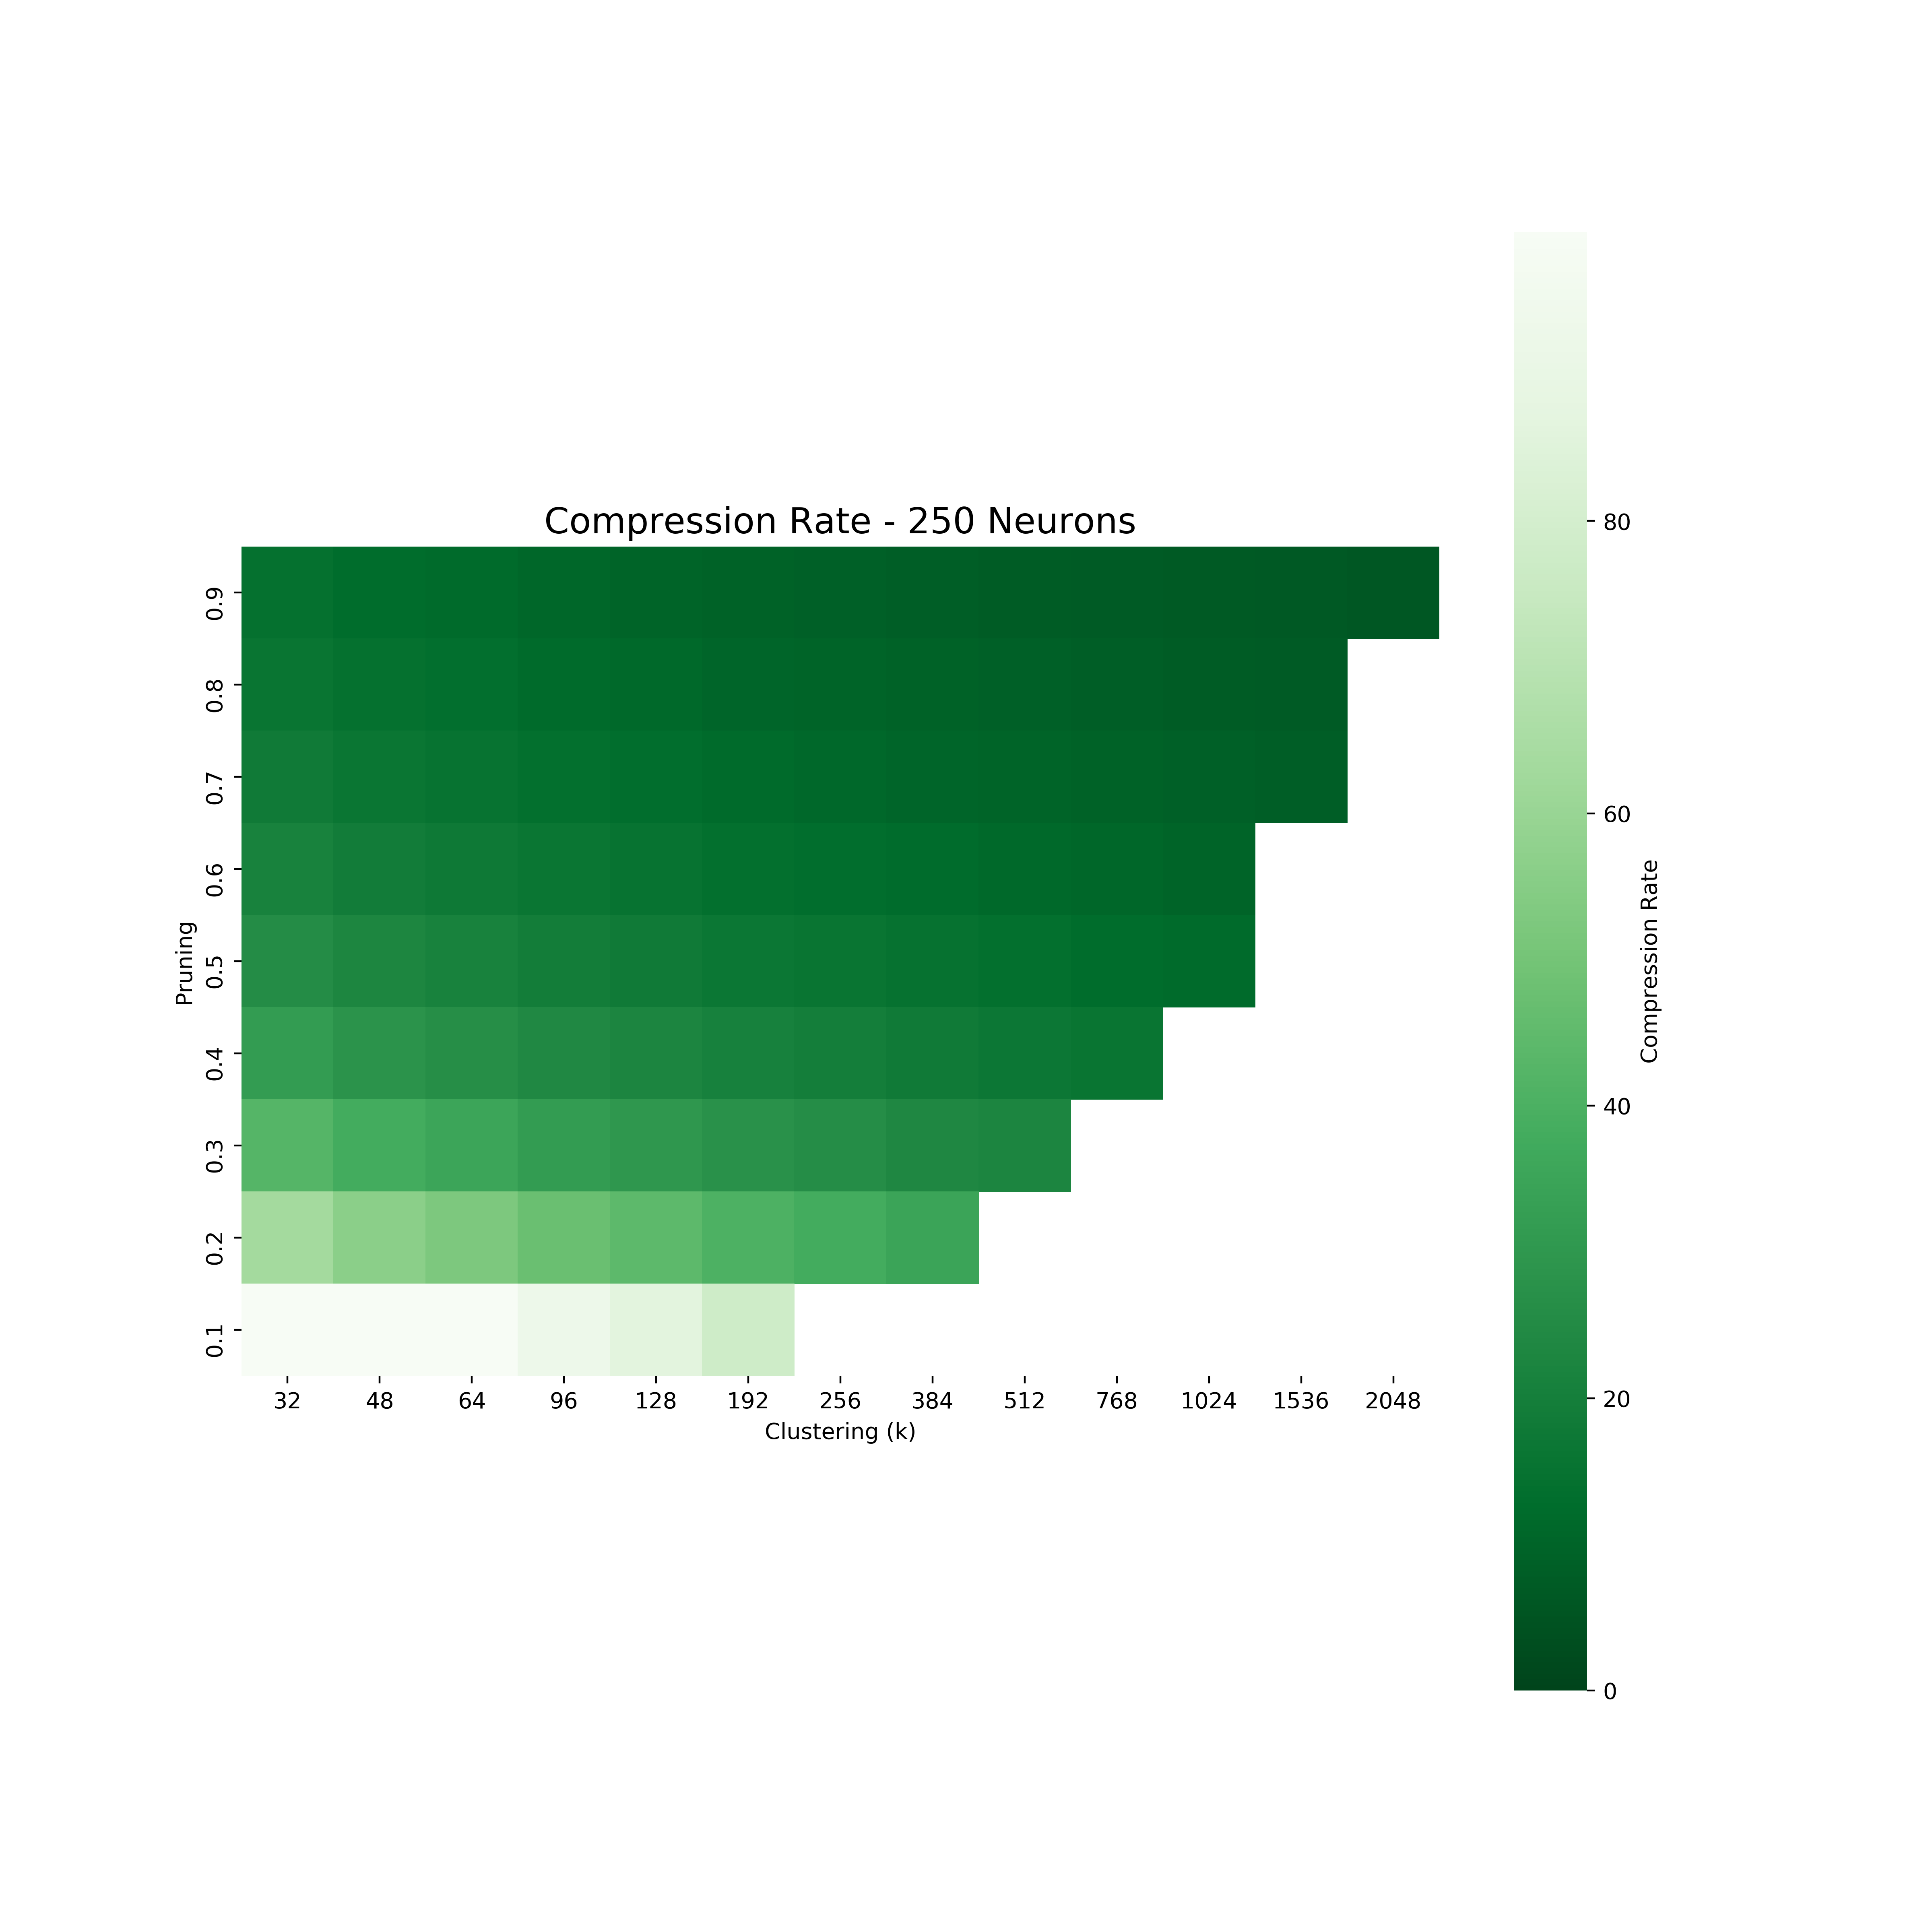 Compression Rate - 250 Neurons
Pruning
0.9
0.8
0.7
0.6
0.5
0.4
0.3
0.2
0.1
32 48 64 96 128 192 256 384 512 768 1024 1536 2048
Clustering (k)
80
60
40
20
0
Compression Rate